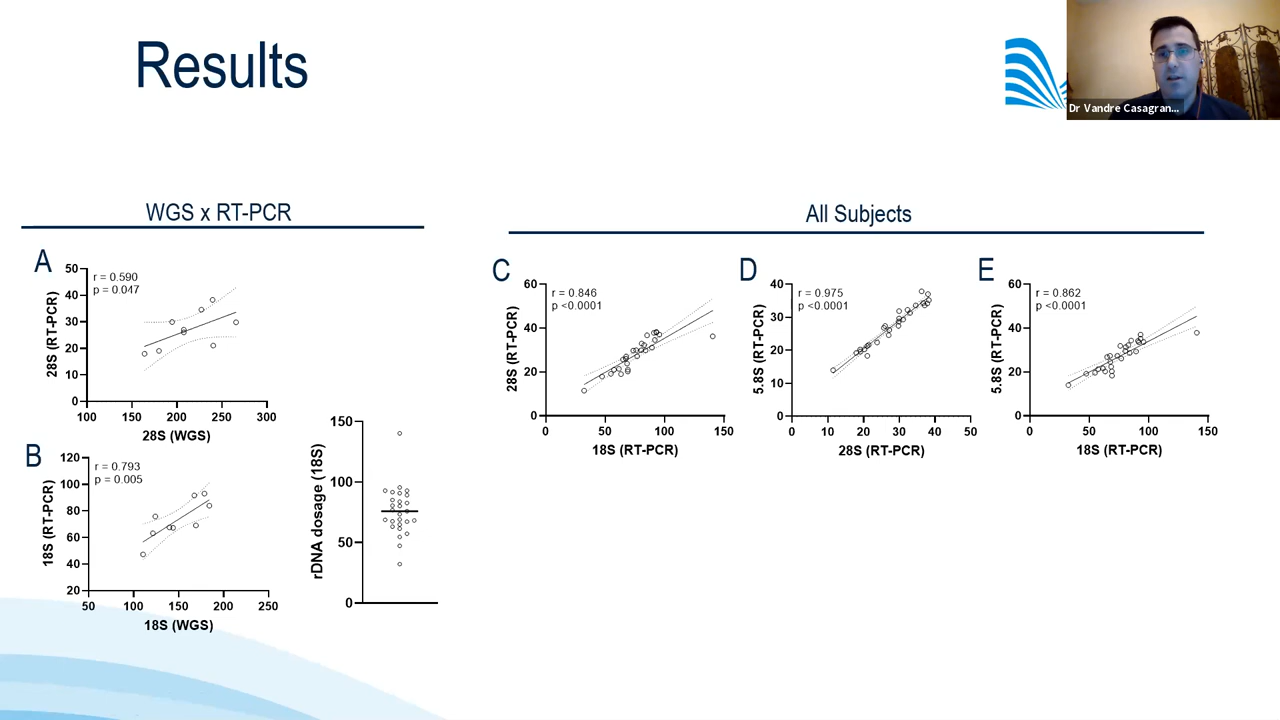 Results
Dr Vandre Casagran...
WGS x RT-PCR
All Subjects
A
r = 0.590
p = 0.047
28S (RT-PCR)
50
40
30
20
10
0
100 150 200 250 300
28S (WGS)
B
r = 0.793
p = 0.005
18S (RT-PCR)
120
100
80
60
40
20
50 100 150 200 250
18S (WGS)
rDNA dosage (18S)
150
100
50
0
C
r = 0.846
p <0.0001
28S (RT-PCR)
60
40
20
0
0 50 100 150
18S (RT-PCR)
D
r = 0.975
p <0.0001
5.8S (RT-PCR)
40
30
20
10
0
0 10 20 30 40 50
28S (RT-PCR)
E
r = 0.862
p <0.0001
5.8S (RT-PCR)
60
40
20
0
0 50 100 150
18S (RT-PCR)